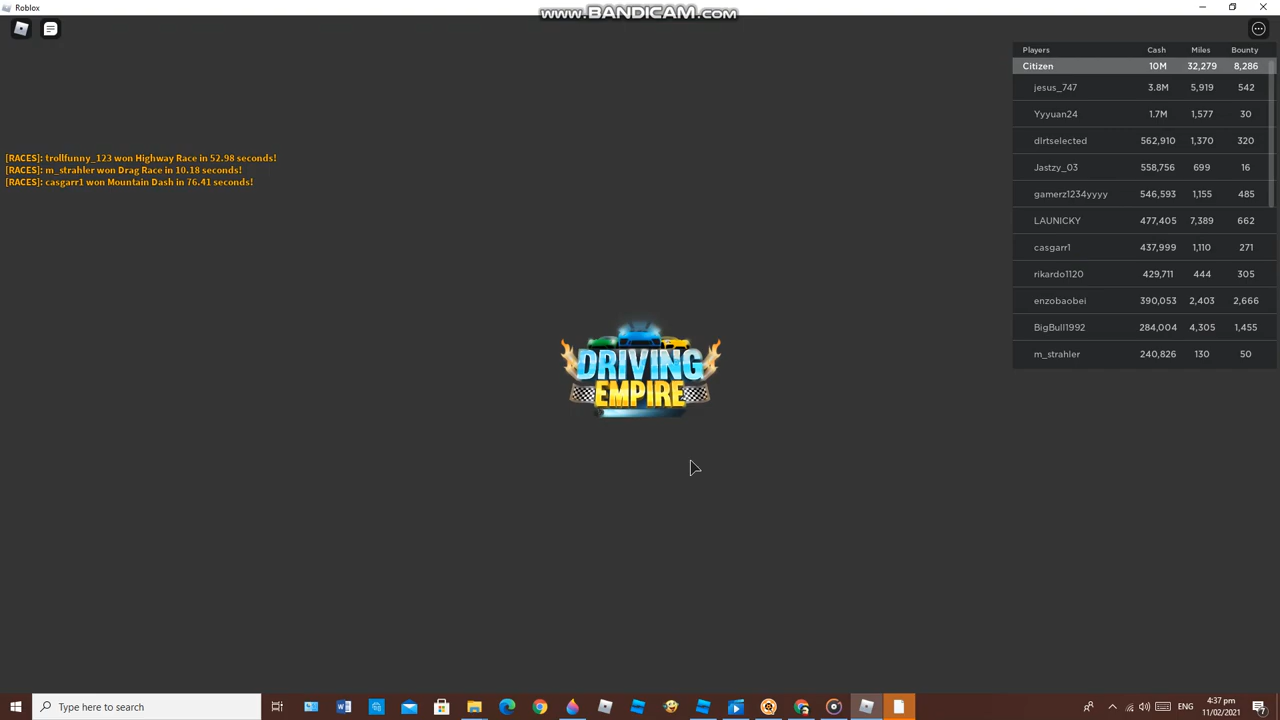 Roblox
www.BANDICAM.com
Players Cash Miles Bounty
Citizen 10M 32,279 8,286
jesus_747 3.8M 5,919 542
Yyyuan24 1.7M 1,577 30
dlrtselected 562,910 1,370 320
Jastzy_03 558,756 699 16
gamerz1234yyyy 546,593 1,155 485
LAUNICKY 477,405 7,389 662
casgarr1 437,999 1,110 271
rikardo1120 429,711 444 305
enzobaobei 390,053 2,403 2,666
BigBull1992 284,004 4,305 1,455
m_strahler 240,826 130 50
[RACES]: trollfunny_123 won Highway Race in 52.98 seconds!
[RACES]: m_strahler won Drag Race in 10.18 seconds!
[RACES]: casgarr1 won Mountain Dash in 76.41 seconds!
DRIVING
EMPIRE
Type here to search
ENG
4:37 pm
11/02/2021